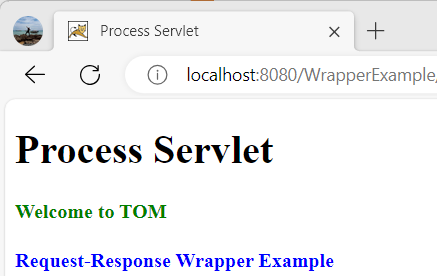 Process Servlet
localhost:8080/WrapperExample/
Process Servlet
Welcome to TOM
Request-Response Wrapper Example